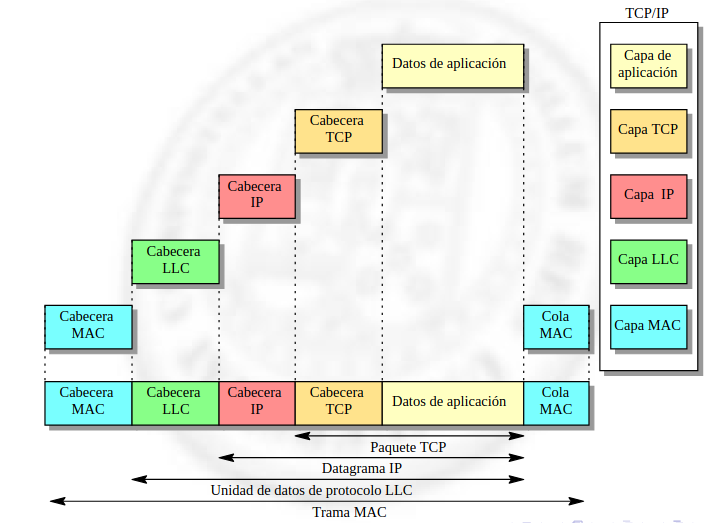 TCP/IP
Datos de aplicación
Capa de
aplicación
Cabecera
TCP
Capa TCP
Cabecera
IP
Capa IP
Cabecera
LLC
Capa LLC
Cabecera
MAC
Cola
MAC
Capa MAC
Cabecera
MAC
Cabecera
LLC
Cabecera
IP
Cabecera
TCP
Datos de aplicación
Cola
MAC
Paquete TCP
Datagrama IP
Unidad de datos de protocolo LLC
Trama MAC